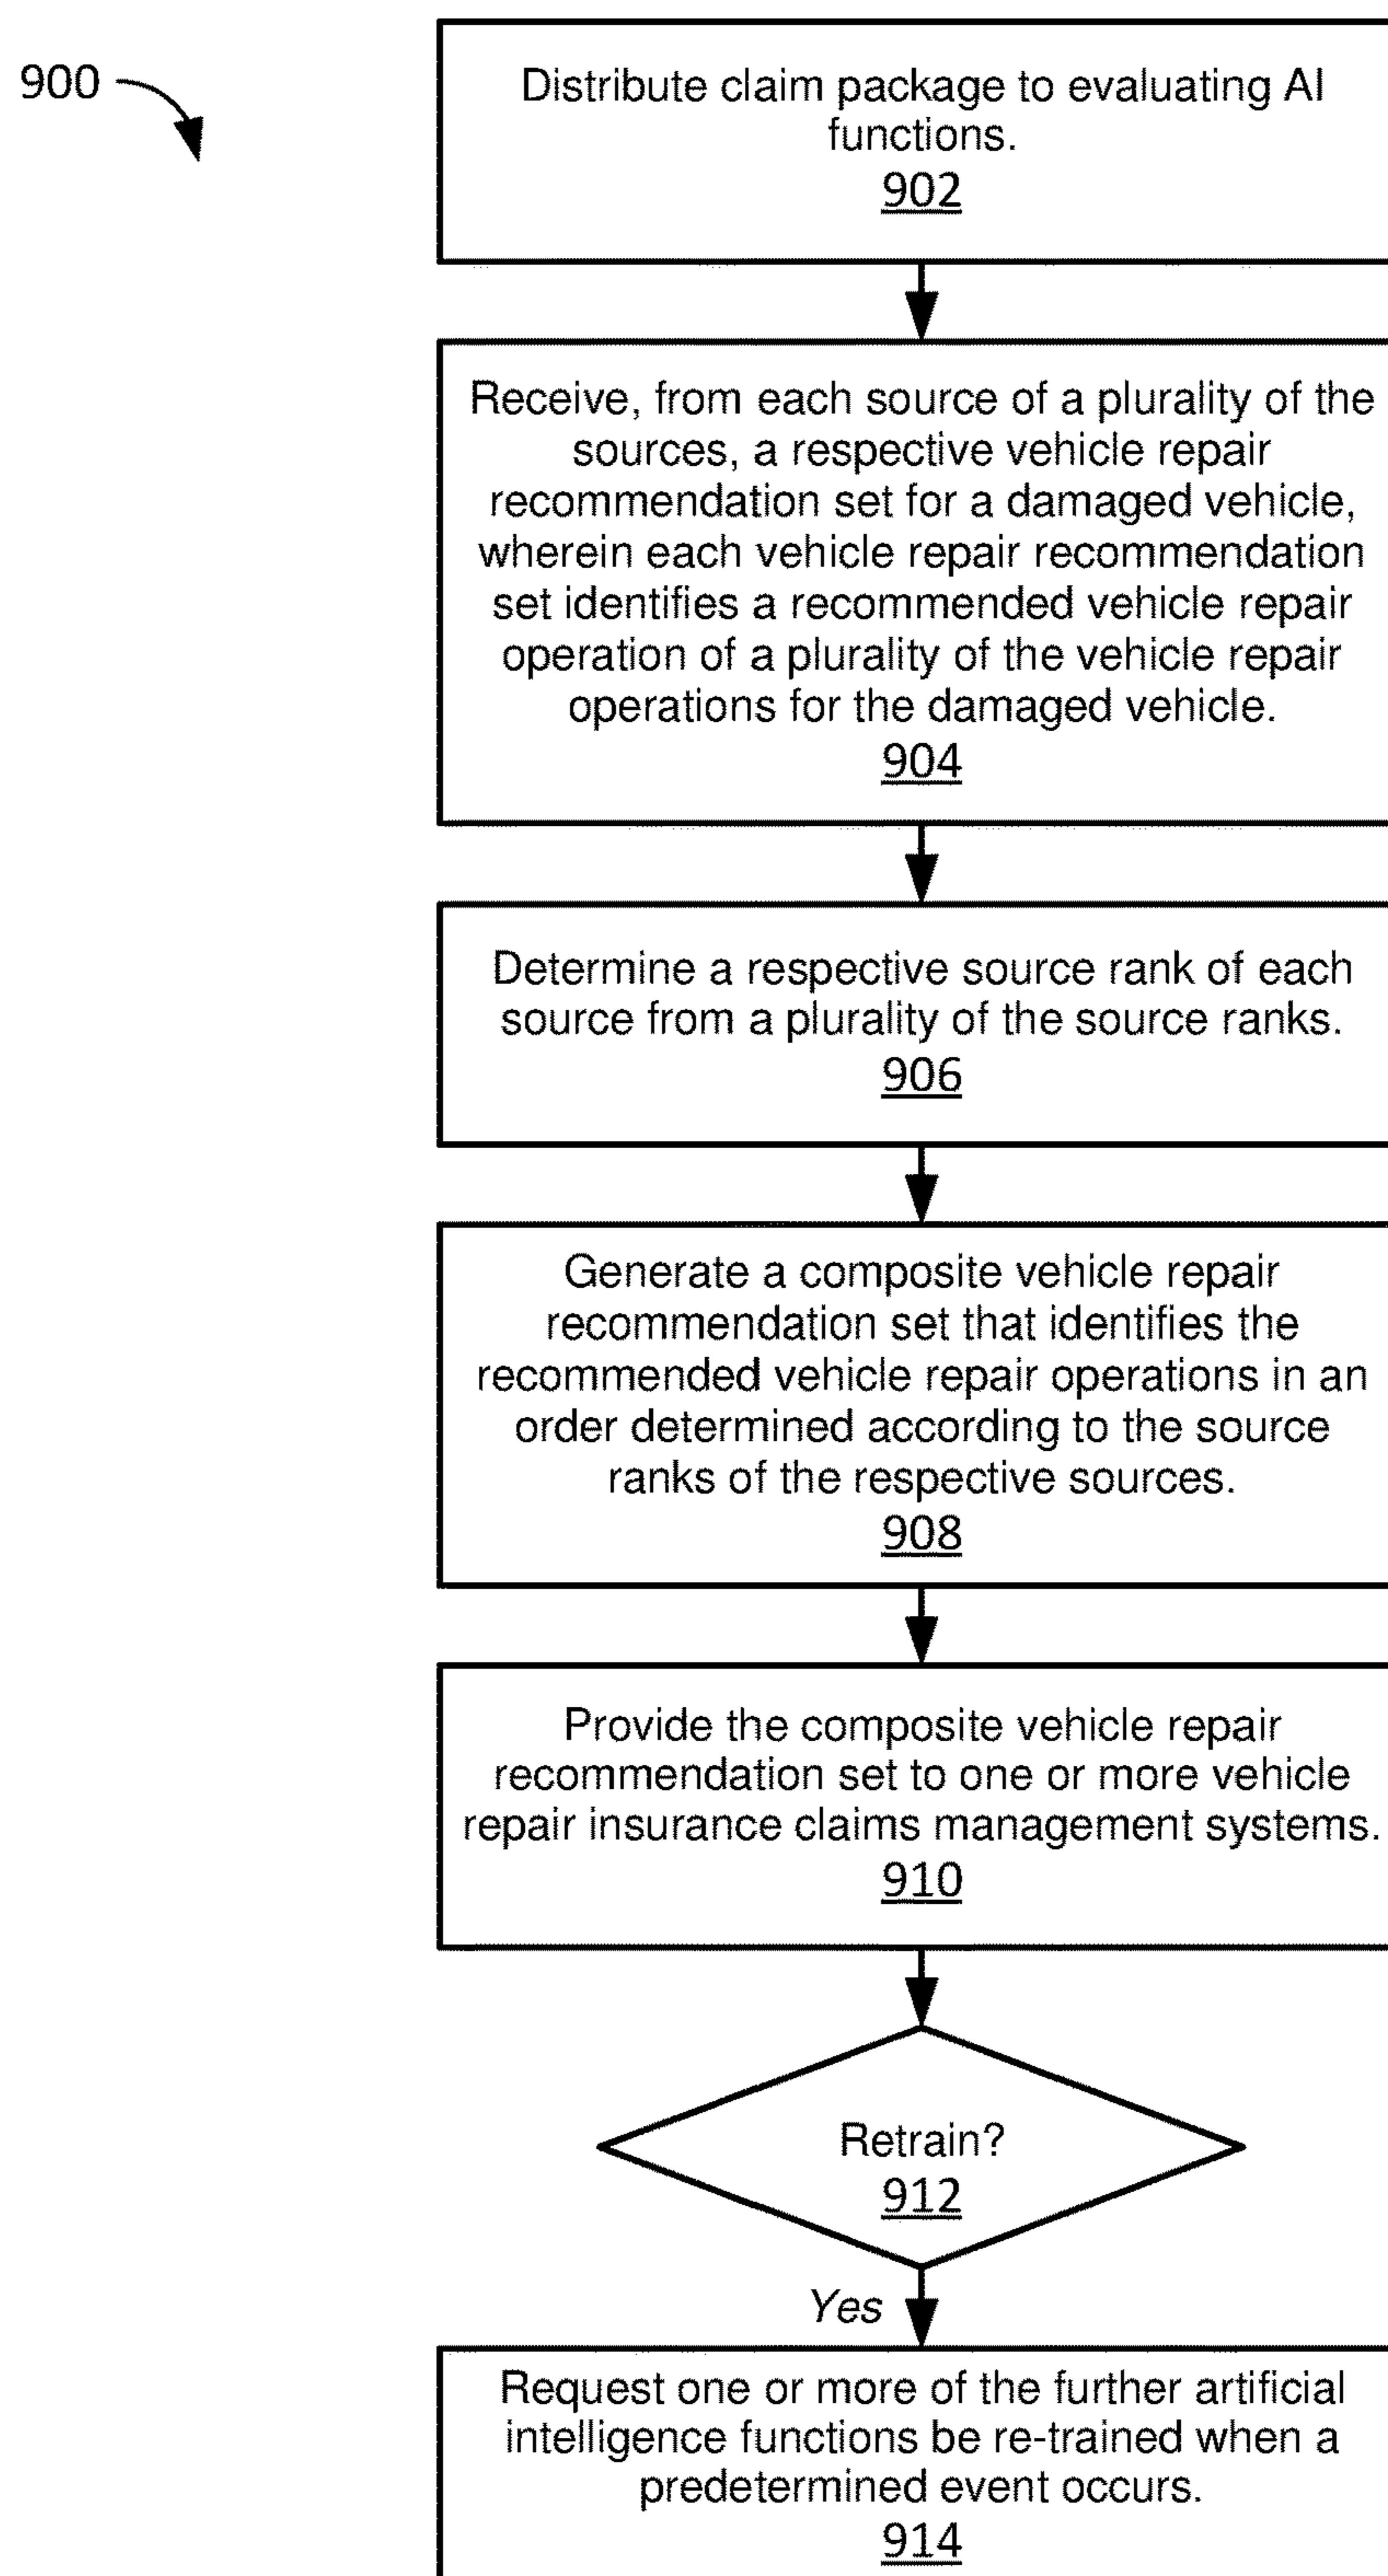 900
Distribute claim package to evaluating AI
functions.
902
Receive, from each source of a plurality of the
sources, a respective vehicle repair
recommendation set for a damaged vehicle,
wherein each vehicle repair recommendation
set identifies a recommended vehicle repair
operation of a plurality of the vehicle repair
operations for the damaged vehicle.
904
Determine a respective source rank of each
source from a plurality of the source ranks.
906
Generate a composite vehicle repair
recommendation set that identifies the
recommended vehicle repair operations in an
order determined according to the source
ranks of the respective sources.
908
Provide the composite vehicle repair
recommendation set to one or more vehicle
repair insurance claims management systems.
910
Retrain?
912
Yes
Request one or more of the further artificial
intelligence functions be re-trained when a
predetermined event occurs.
914